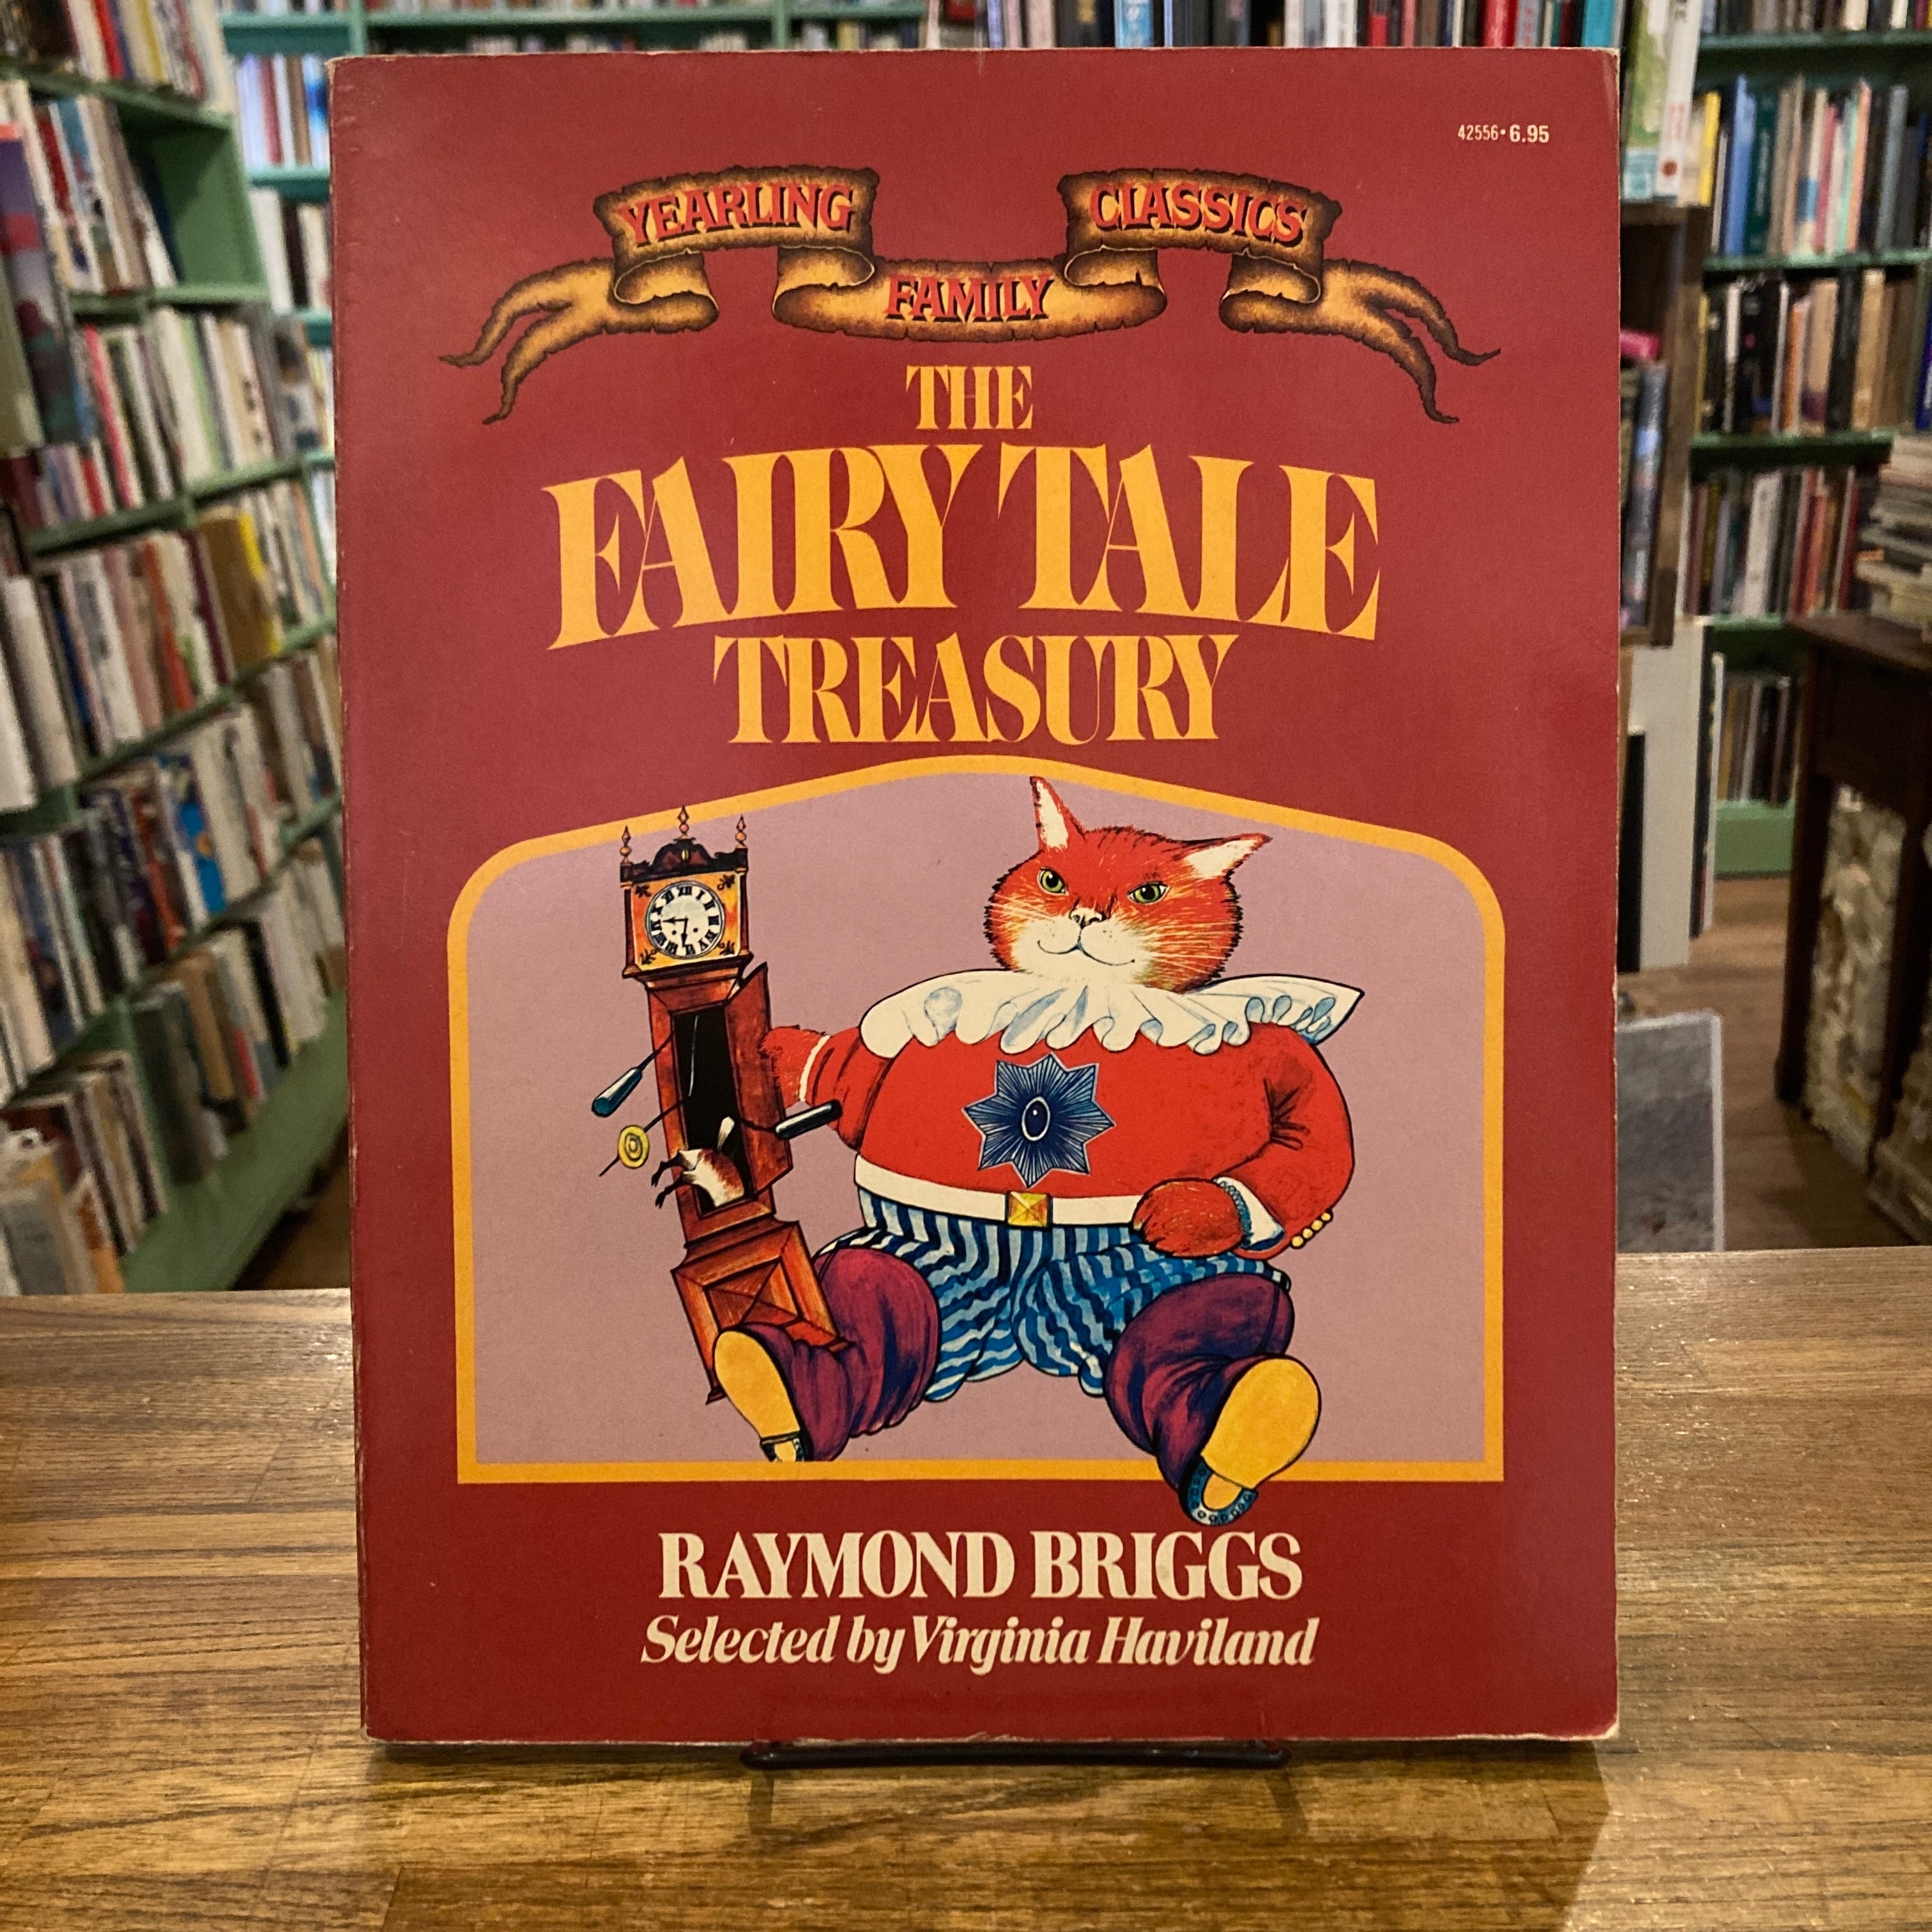 42556•6.95
YEARLING CLASSICS
FAMILY
THE
FAIRY TALE
TREASURY
RAYMOND BRIGGS
Selected by Virginia Haviland